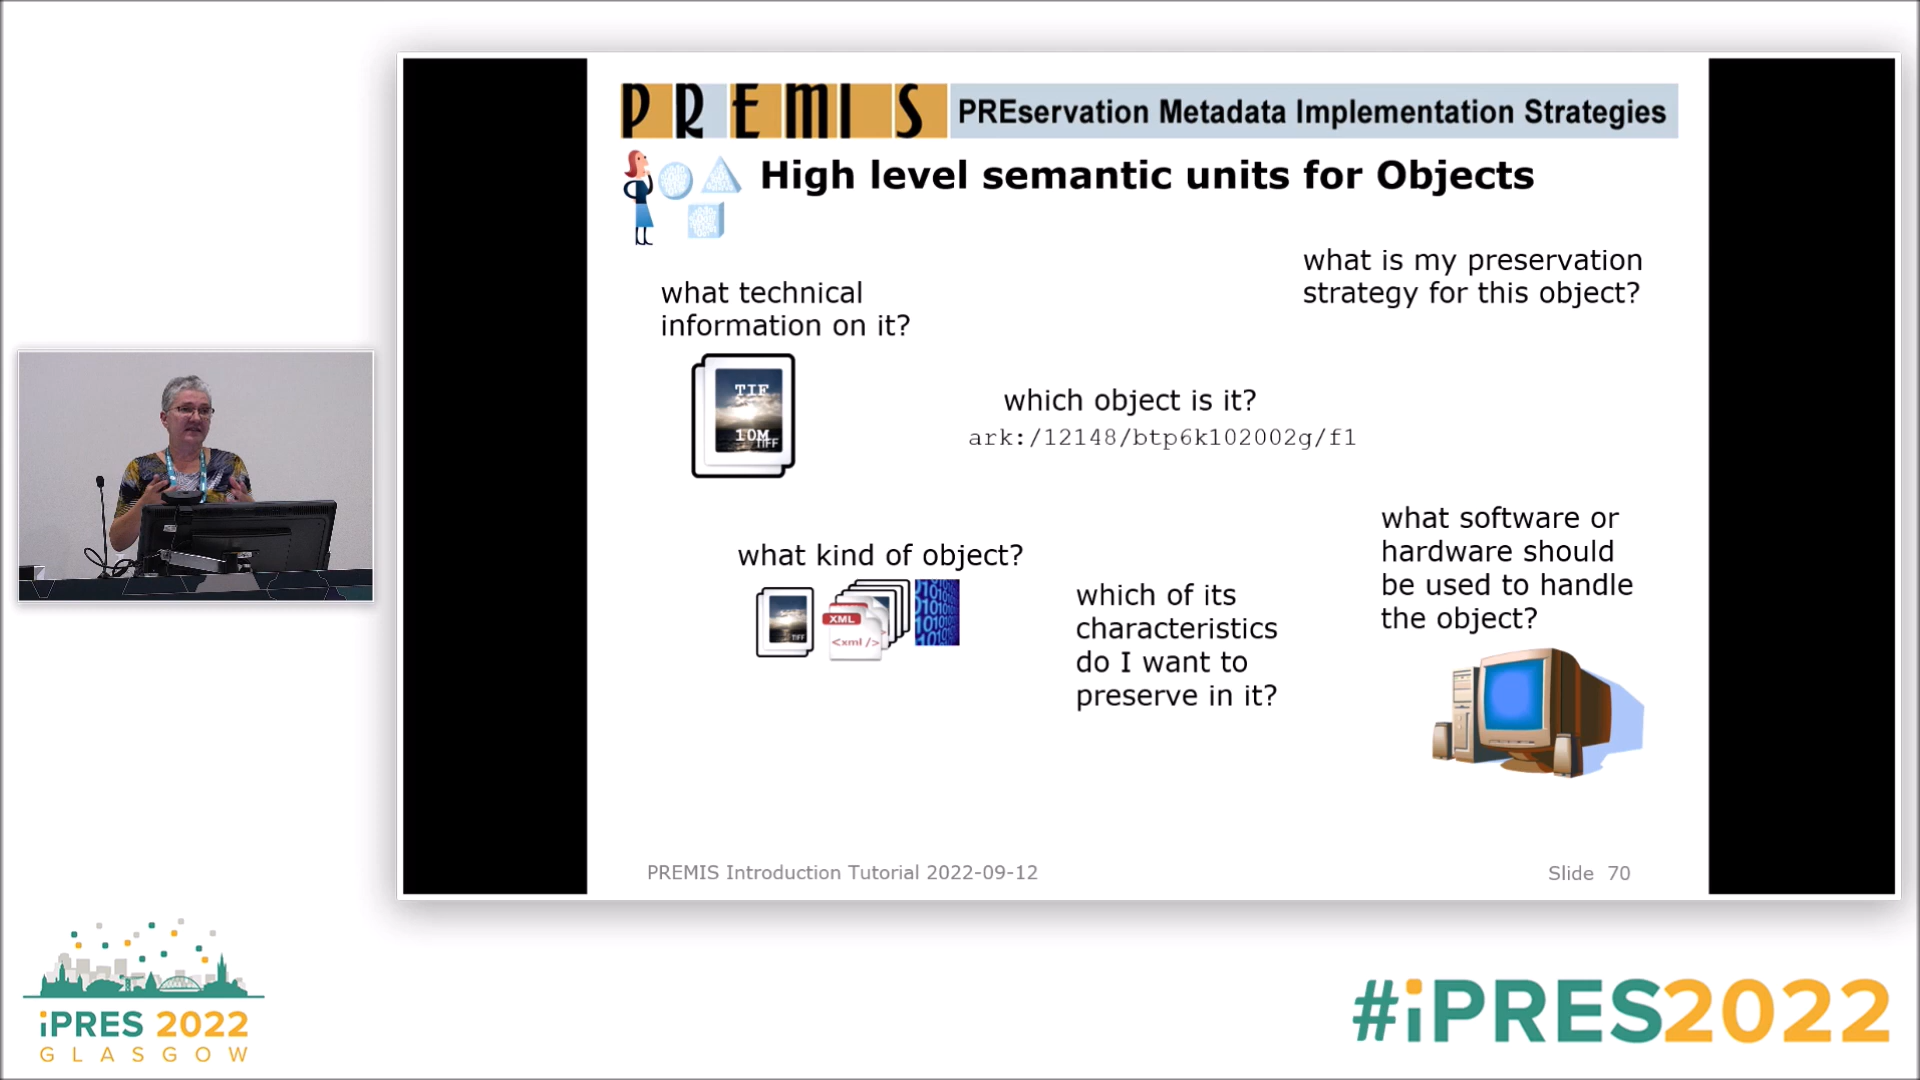 PREMIS PREservation Metadata Implementation Strategies
High level semantic units for Objects
what is my preservation
strategy for this object?
what technical
information on it?
TIF
10M
TIFF
which object is it?
ark:/12148/btp6k102002g/f1
what kind of object?
TIFF
XML
<xml />
which of its
characteristics
do I want to
preserve in it?
what software or
hardware should
be used to handle
the object?
PREMIS Introduction Tutorial 2022-09-12
Slide 70
iPRES 2022
GLASGOW
#iPRES2022